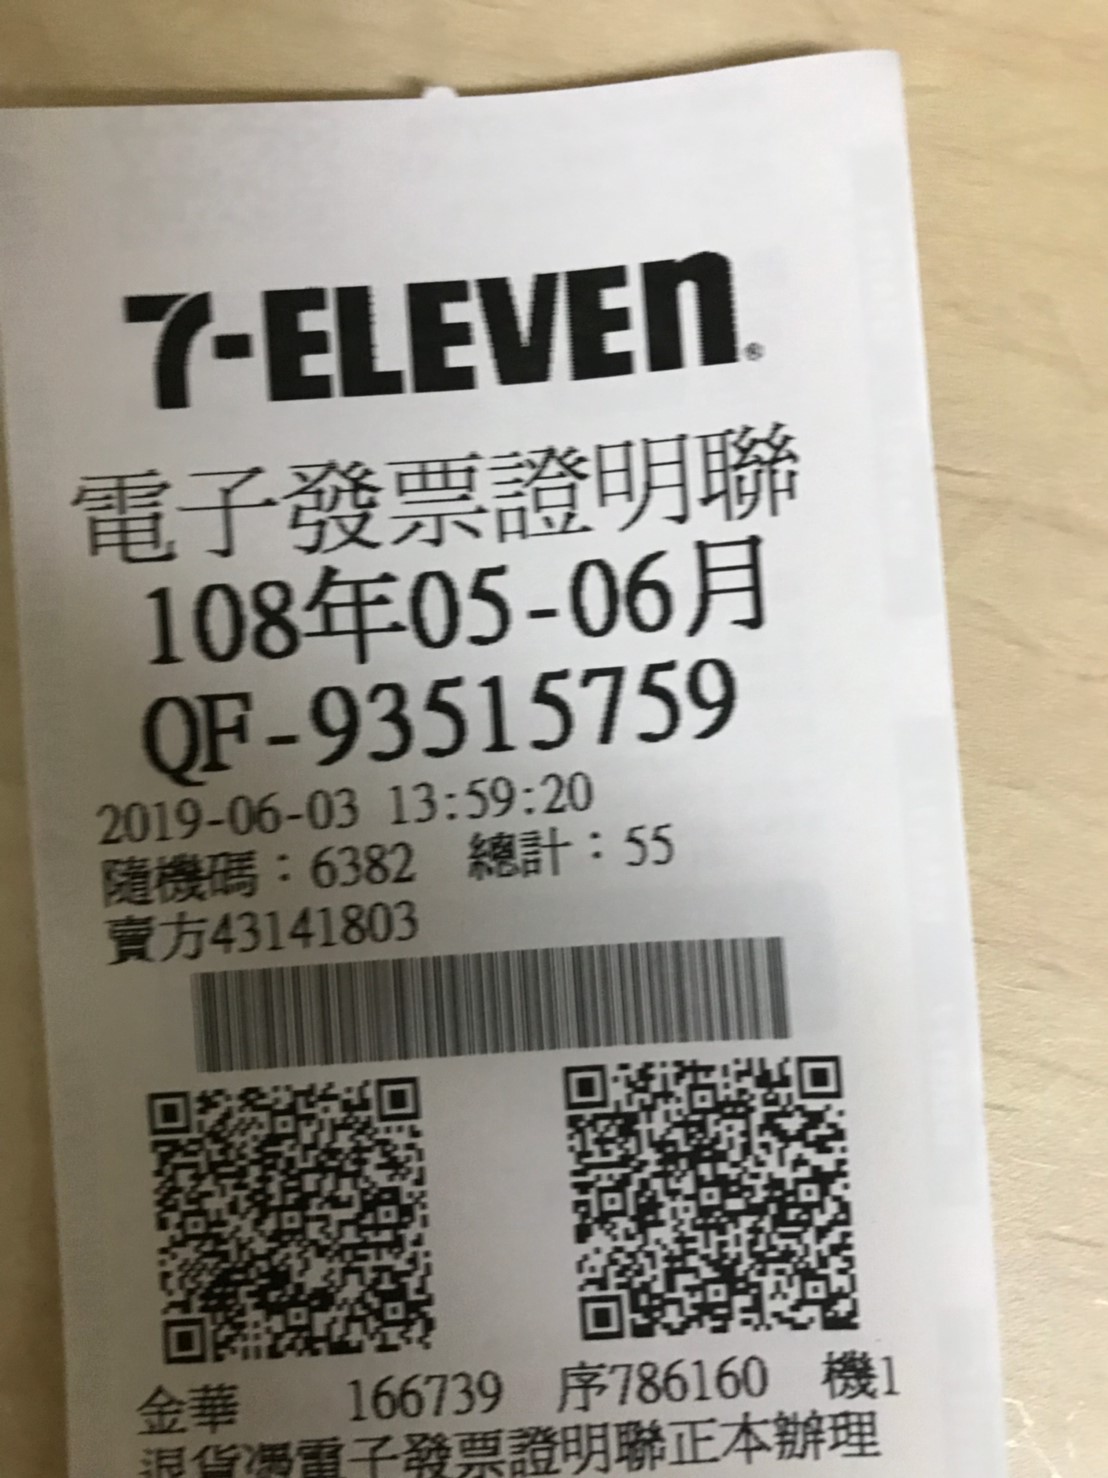 7-ELEVEn®
電子發票證明聯
108年05-06月
QF-93515759
2019-06-03 13:59:20
隨機碼：6382 總計：55
賣方43141803
金華 166739 序786160 機1
退貨憑電子發票證明聯正本辦理